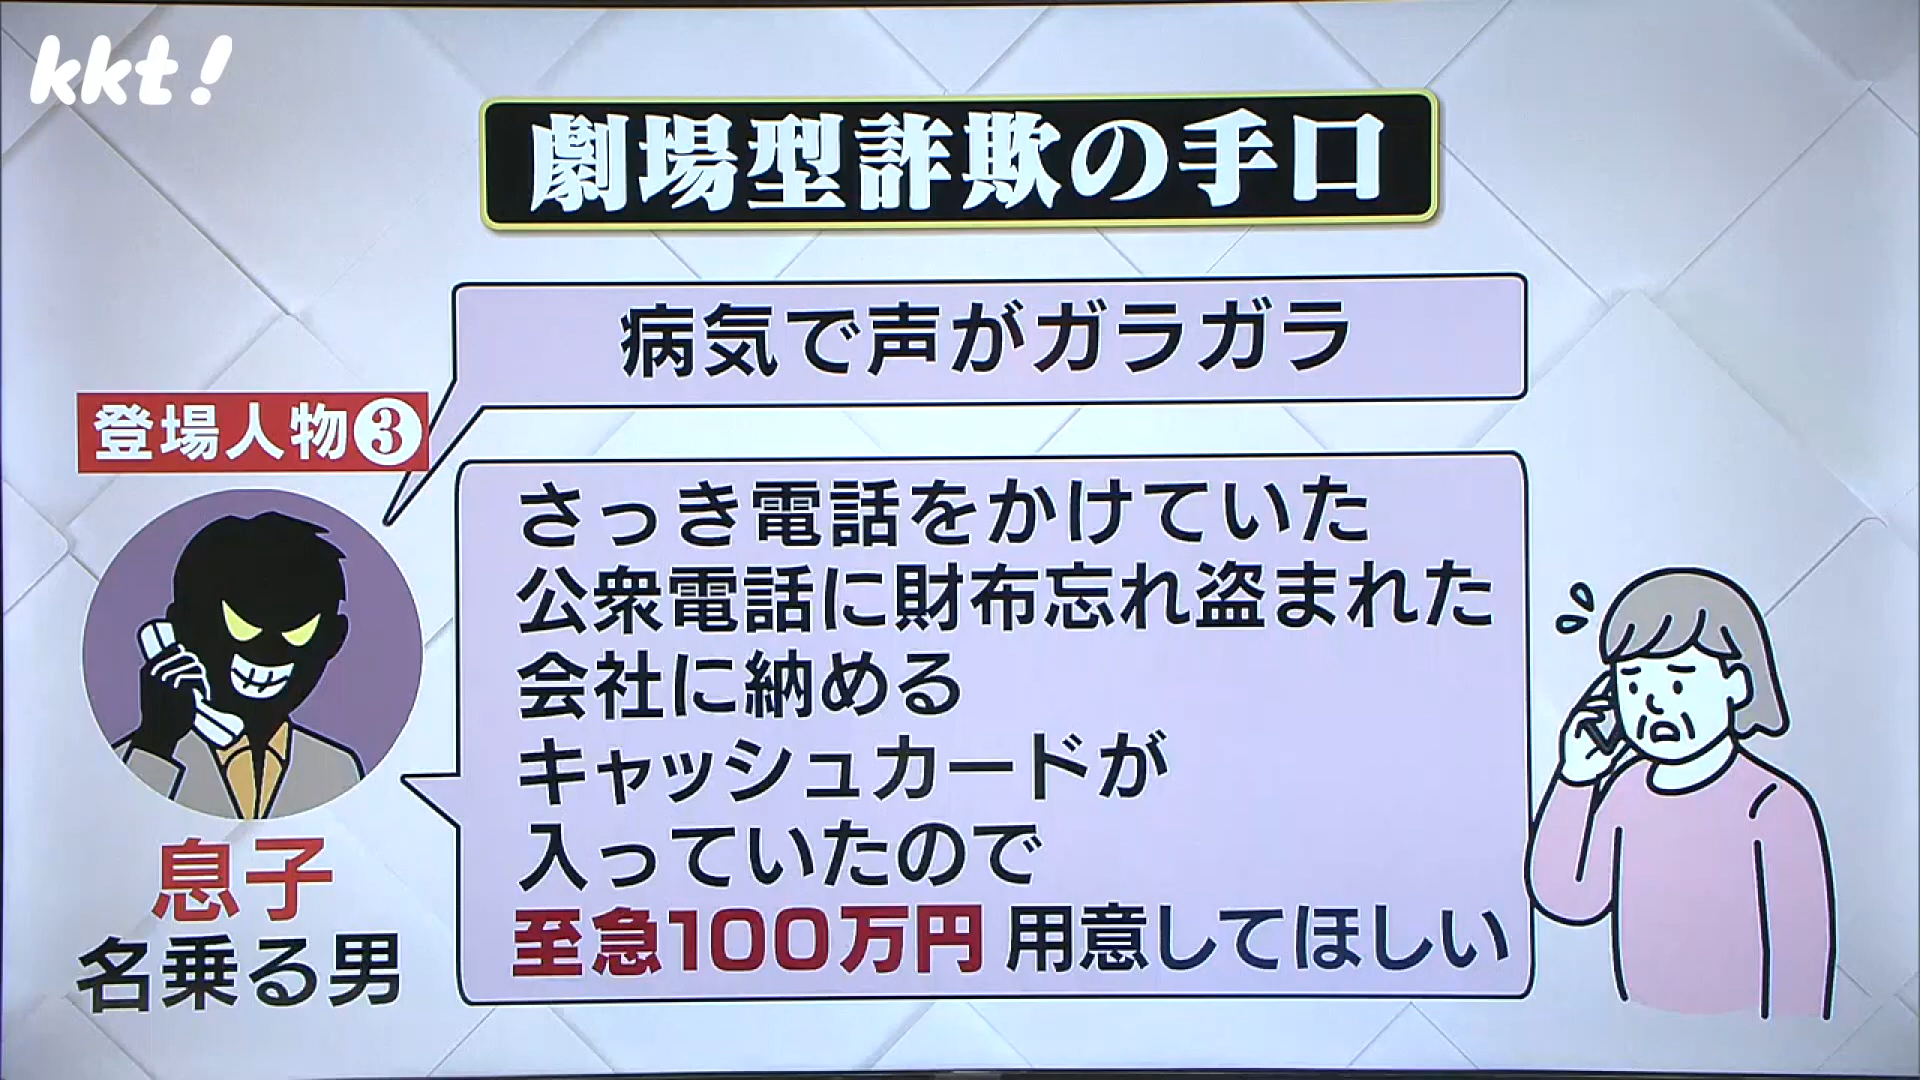 kkt!
劇場型詐欺の手口
病気で声がガラガラ
登場人物❸
さっき電話をかけていた
公衆電話に財布忘れ盗まれた
会社に納める
キャッシュカードが
入っていたので
至急100万円 用意してほしい
息子
名乗る男